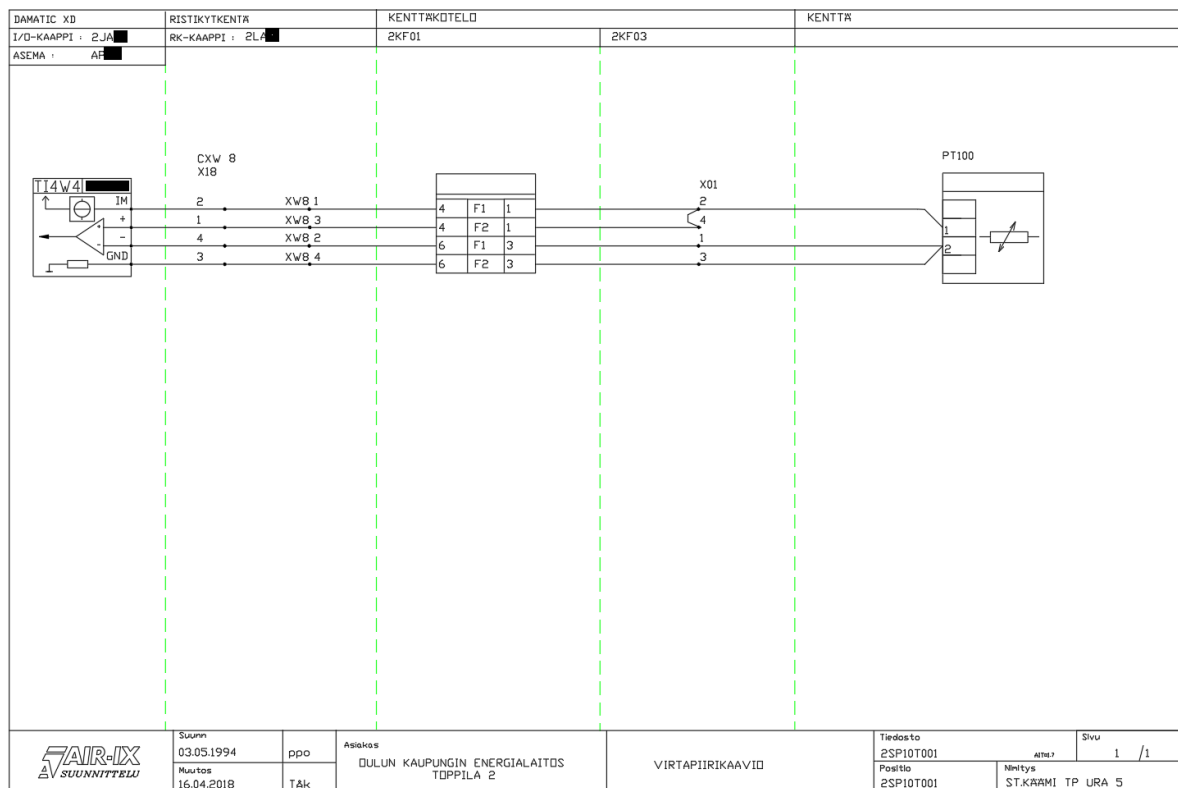 DAMATIC XD
RISTIKYTKENTÄ
KENTTÄKOTELO
KENTTÄ
I/O-KAAPPI : 2JA
RK-KAAPPI : 2LA
2KF01
2KF03
ASEMA :
CXW 8
X18
PT100
X01
TI4W4
IM 2 XW8 1 4 F1 1 2
+ 1 XW8 3 4 F2 1 4
- 4 XW8 2 6 F1 3 1
GND 3 XW8 4 6 F2 3 3
1
2
AIR-IX
SUUNNITTELU
Suunn
03.05.1994 ppo
Muutos
16.04.2018 TÄk
Asiakas
OULUN KAUPUNGIN ENERGIALAITOS
TOPPILA 2
VIRTAPIIRIKAAVIO
Tiedosto
2SP10T001
Sivu
1 /1
Positio
2SP10T001
Nimitys
ST.KÄÄMI TP URA 5